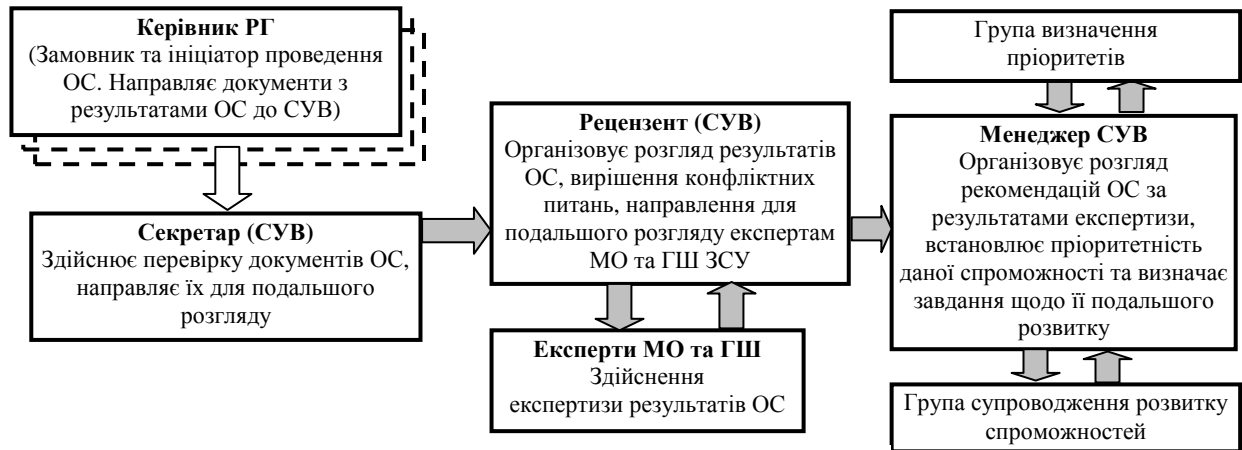 Керівник РГ
(Замовник та ініціатор проведення
ОС. Направляє документи з
результатами ОС до СУВ)
Секретар (СУВ)
Здійснює перевірку документів ОС,
направляє їх для подальшого
розгляду
Рецензент (СУВ)
Організовує розгляд результатів
ОС, вирішення конфліктних
питань, направлення для
подальшого розгляду експертам
МО та ГШ ЗСУ
Експерти МО та ГШ
Здійснення
експертизи результатів ОС
Група визначення
пріоритетів
Менеджер СУВ
Організовує розгляд
рекомендацій ОС за
результатами експертизи,
встановлює пріоритетність
даної спроможності та визначає
завдання щодо її подальшого
розвитку
Група супроводження розвитку
спроможностей